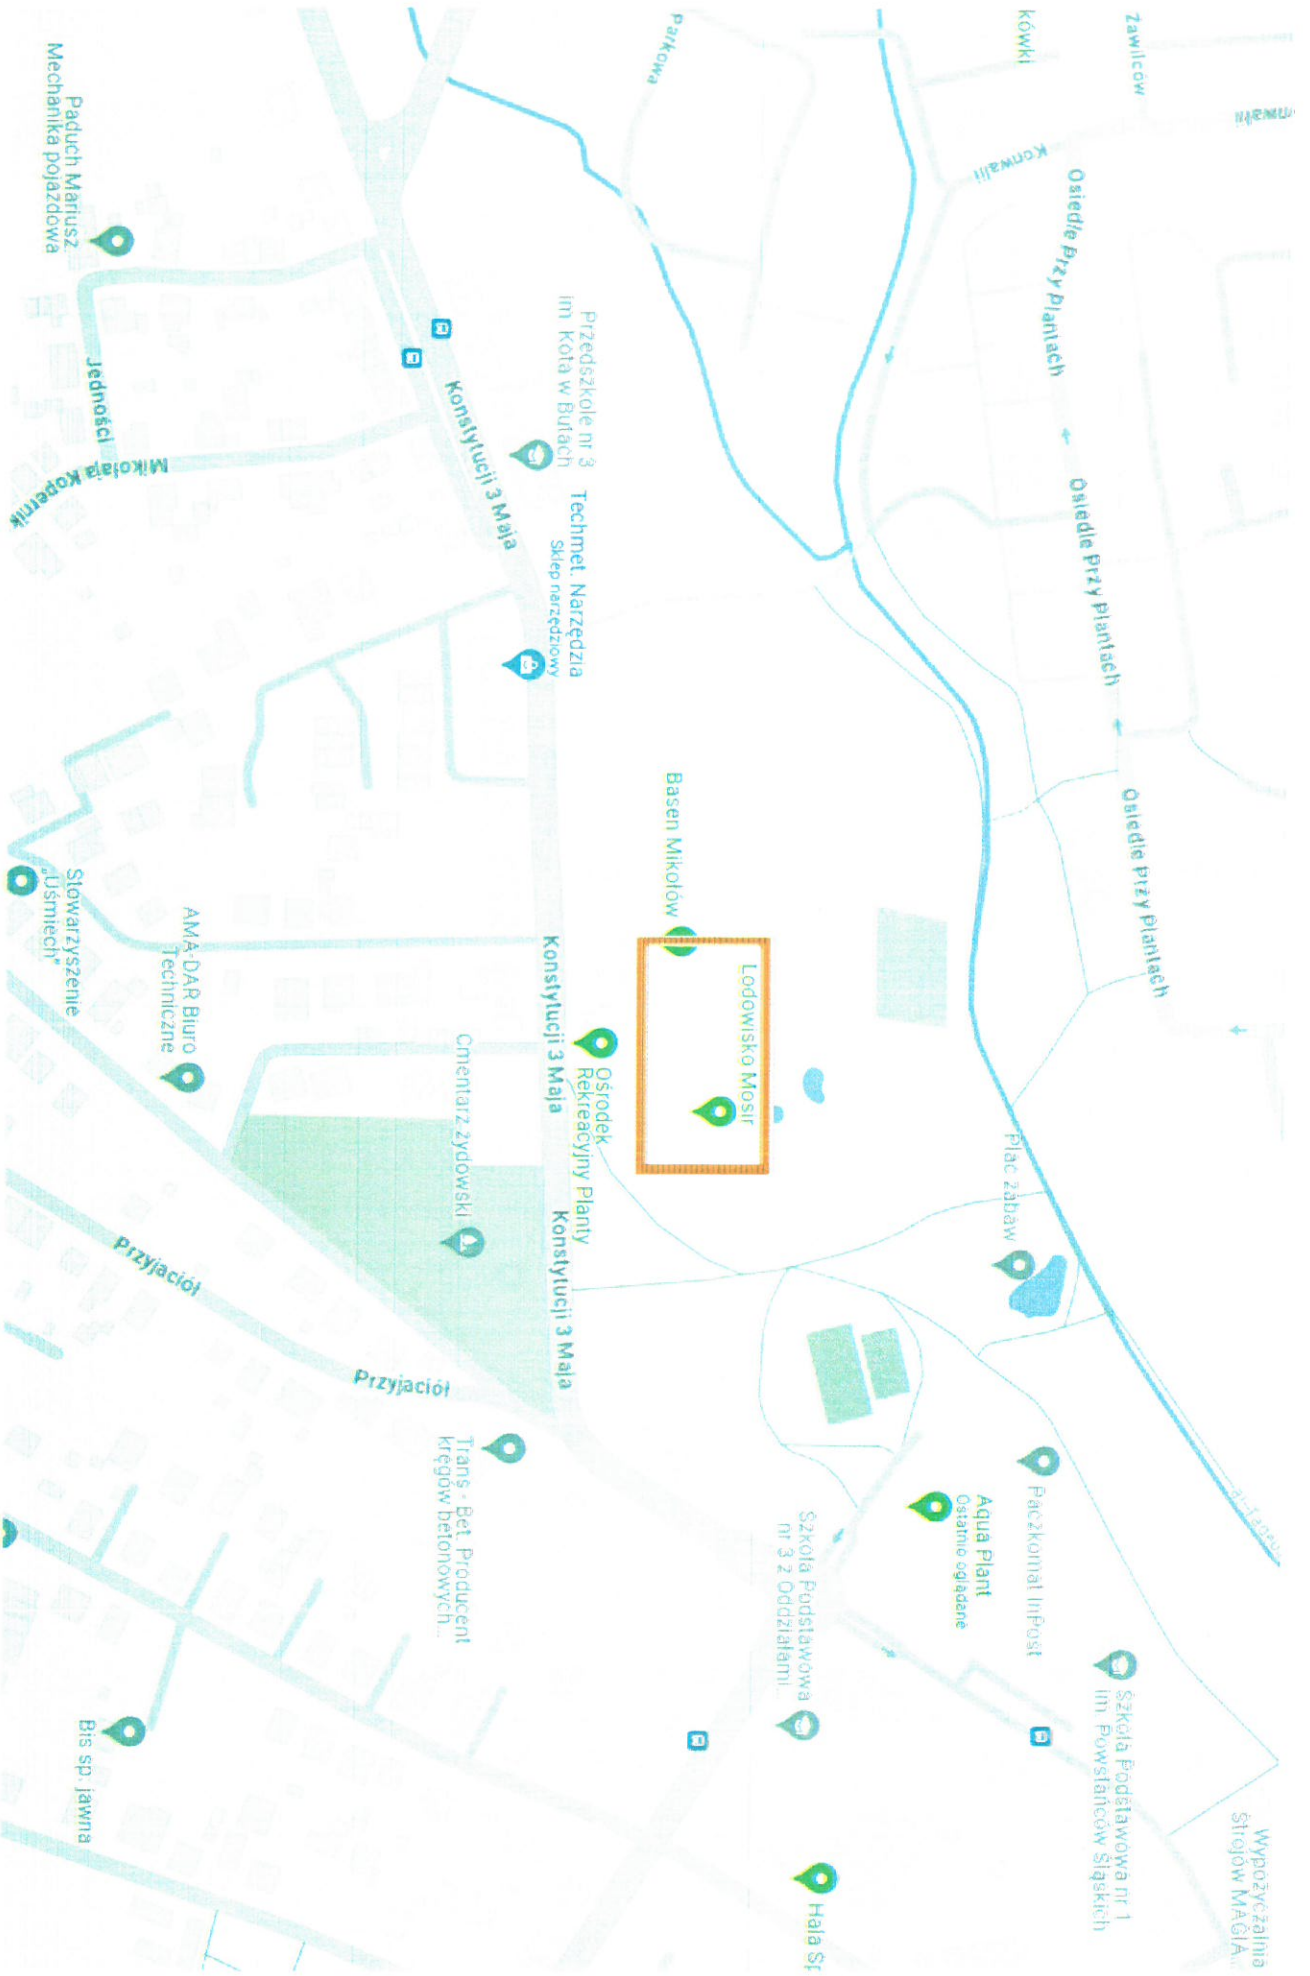 Zawilców
Konwalii
Parkowa
Osiedle Przy Plantach
Osiedle Przy Plantach
Osiedle Przy Plantach
Wypożyczalnia
Strojów MAGIA...
Szkoła Podstawowa nr 1
im. Powstańców Śląskich
Paczkomat InPost
Plac zabaw
Aqua Plant
Ostatnio oglądane
Szkoła Podstawowa
nr 3 z Oddziałami...
Hala Sp
Lodowisko Mosir
Basen Mikołów
Ośrodek
Rekreacyjny Planty
Przedszkole nr 3
im. Kota w Butach
Techmet. Narzędzia
Sklep narzędziowy
Konstytucji 3 Maja
Konstytucji 3 Maja
Konstytucji 3 Maja
Cmentarz żydowski
Trans - Bet. Producent
kręgów betonowych...
Przyjaciół
Przyjaciół
AMA-DAR Biuro
Techniczne
Stowarzyszenie
„Uśmiech”
Bis sp. jawna
Jedności
Mikołaja Kopernik
Paduch Mariusz.
Mechanika pojazdowa